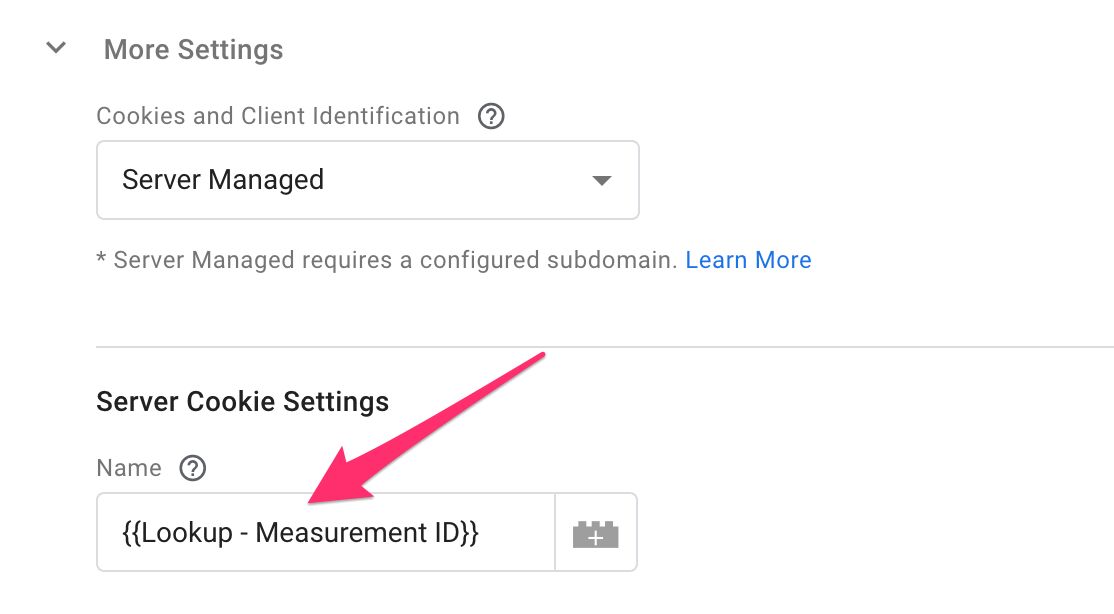 More Settings
Cookies and Client Identification ?
Server Managed
* Server Managed requires a configured subdomain. Learn More
Server Cookie Settings
Name ?
{{Lookup - Measurement ID}}